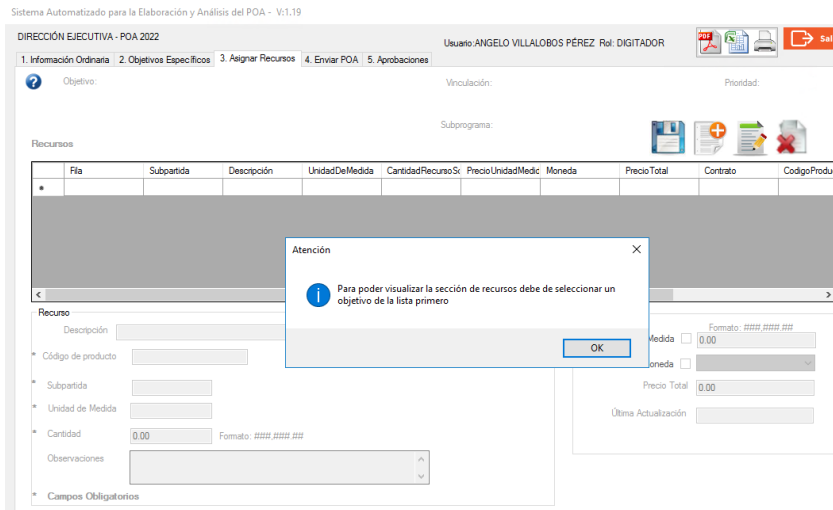 Sistema Automatizado para la Elaboración y Análisis del POA - V:1.19
DIRECCIÓN EJECUTIVA - POA 2022
Usuario:ANGELO VILLALOBOS PÉREZ Rol: DIGITADOR
PDF
Sal
1. Información Ordinaria 2. Objetivos Específicos 3. Asignar Recursos 4. Enviar POA 5. Aprobaciones
Objetivo: Vinculación: Prioridad:
Subprograma:
Recursos
Fila Subpartida Descripción UnidadDeMedida CantidadRecursoSc PrecioUnidadMedic Moneda PrecioTotal Contrato CodigoProdu
Atención
Para poder visualizar la sección de recursos debe de seleccionar un
objetivo de la lista primero
OK
Recurso
Descripción
* Código de producto
* Subpartida
* Unidad de Medida
* Cantidad 0.00 Formato: ###,###.##
Observaciones
* Campos Obligatorios
Formato: ###,###.##
Medida 0.00
oneda
Precio Total 0.00
Última Actualización